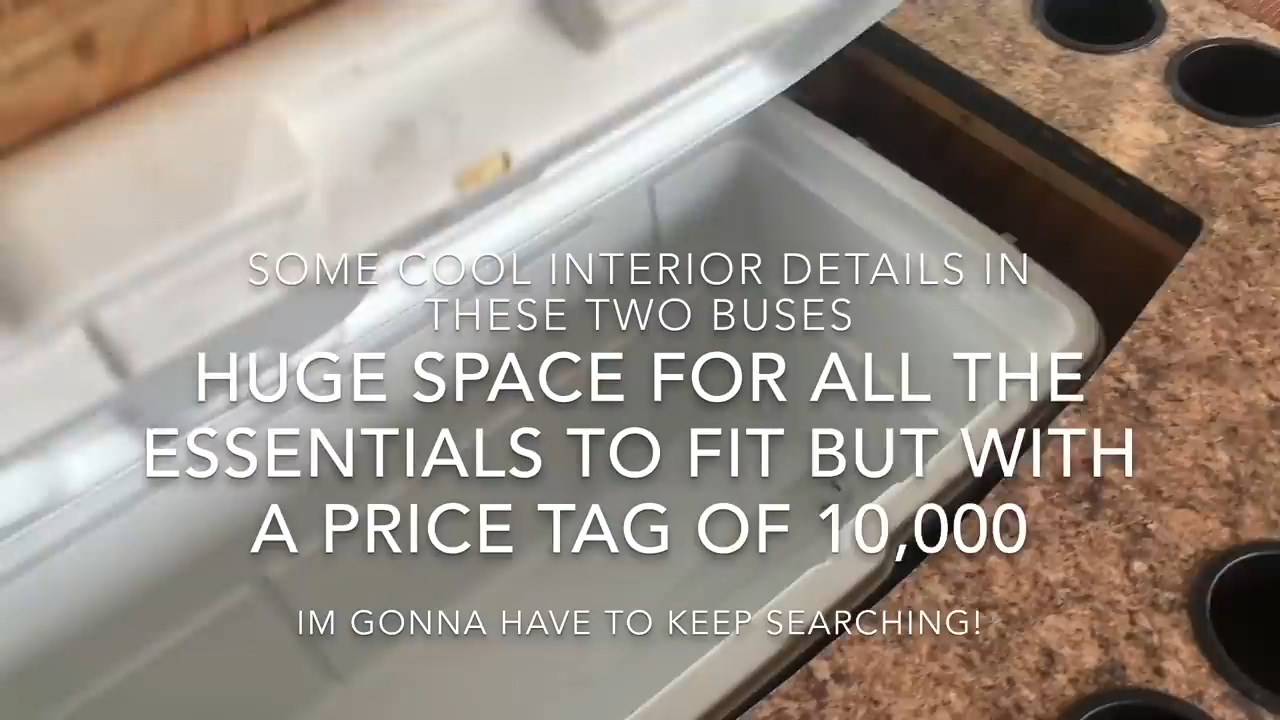 SOME COOL INTERIOR DETAILS IN
THESE TWO BUSES
HUGE SPACE FOR ALL THE
ESSENTIALS TO FIT BUT WITH
A PRICE TAG OF 10,000
IM GONNA HAVE TO KEEP SEARCHING!